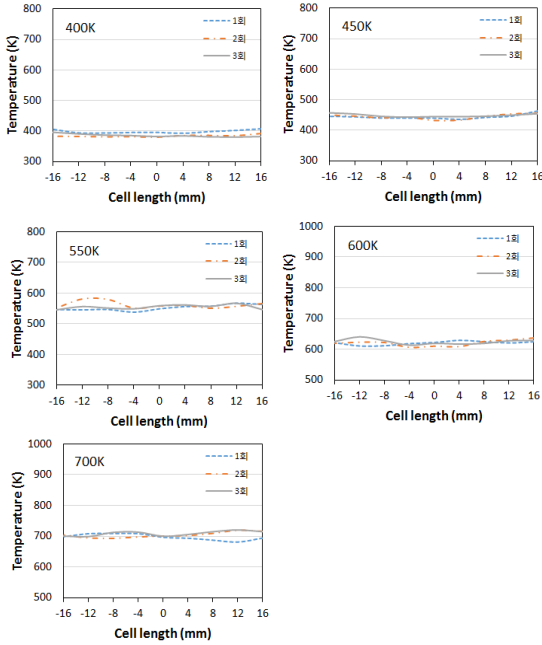 400K
1회
2회
3회
Temperature (K)
800
700
600
500
400
300
-16 -12 -8 -4 0 4 8 12 16
Cell length (mm)
450K
1회
2회
3회
Temperature (K)
800
700
600
500
400
300
-16 -12 -8 -4 0 4 8 12 16
Cell length (mm)
550K
1회
2회
3회
Temperature (K)
800
700
600
500
400
300
-16 -12 -8 -4 0 4 8 12 16
Cell length (mm)
600K
1회
2회
3회
Temperature (K)
1000
900
800
700
600
500
-16 -12 -8 -4 0 4 8 12 16
Cell length (mm)
700K
1회
2회
3회
Temperature (K)
1000
900
800
700
600
500
-16 -12 -8 -4 0 4 8 12 16
Cell length (mm)